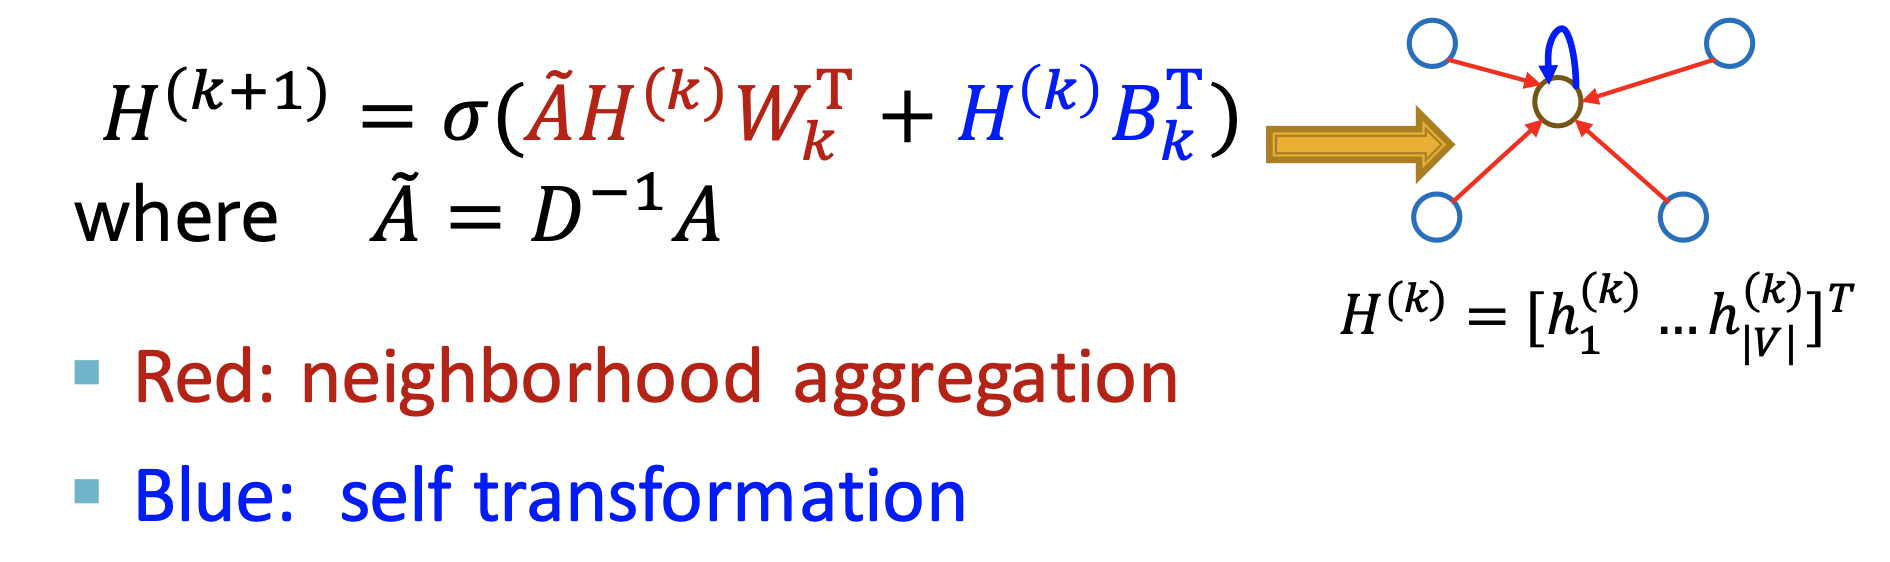 H^(k+1) = σ(ÃH^(k)W_k^T + H^(k)B_k^T)
where Ã = D^−1A
H^(k) = [h_1^(k) … h_|V|^(k)]^T
▪ Red: neighborhood aggregation
▪ Blue: self transformation